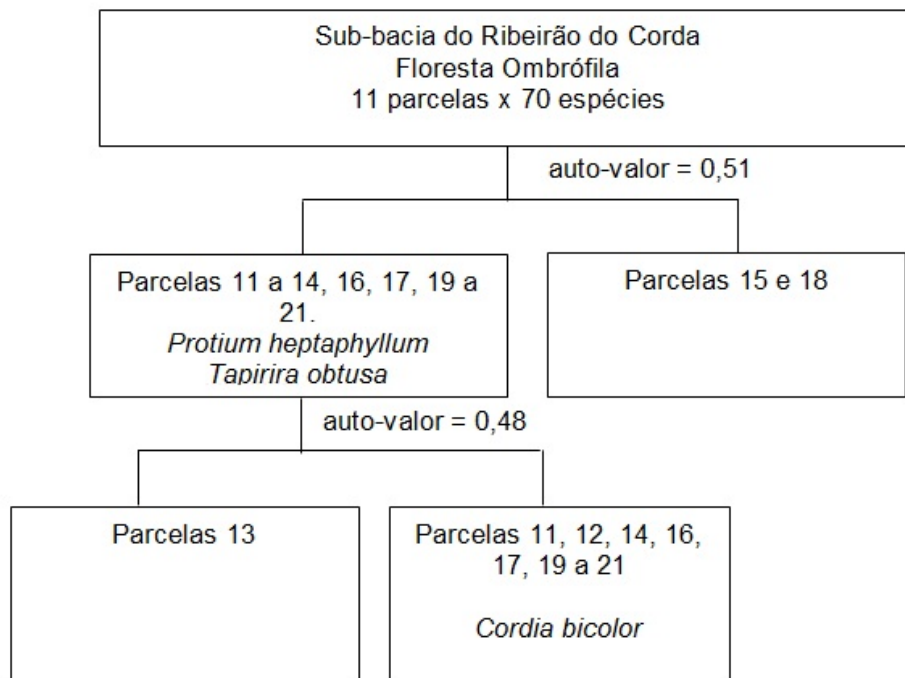 Sub-bacia do Ribeirão do Corda
Floresta Ombrófila
11 parcelas x 70 espécies
auto-valor = 0,51
Parcelas 11 a 14, 16, 17, 19 a
21.
Protium heptaphyllum
Tapirira obtusa
Parcelas 15 e 18
auto-valor = 0,48
Parcelas 13
Parcelas 11, 12, 14, 16,
17, 19 a 21
Cordia bicolor